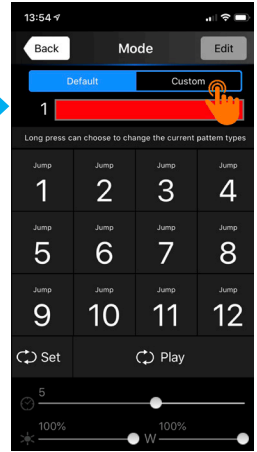 13:54
Back Mode Edit
Default Custom
1
Long press can choose to change the current pattern types
Jump Jump Jump Jump
1 2 3 4
Jump Jump Jump Jump
5 6 7 8
Jump Jump Jump Jump
9 10 11 12
Set Play
5
100% 100%
W